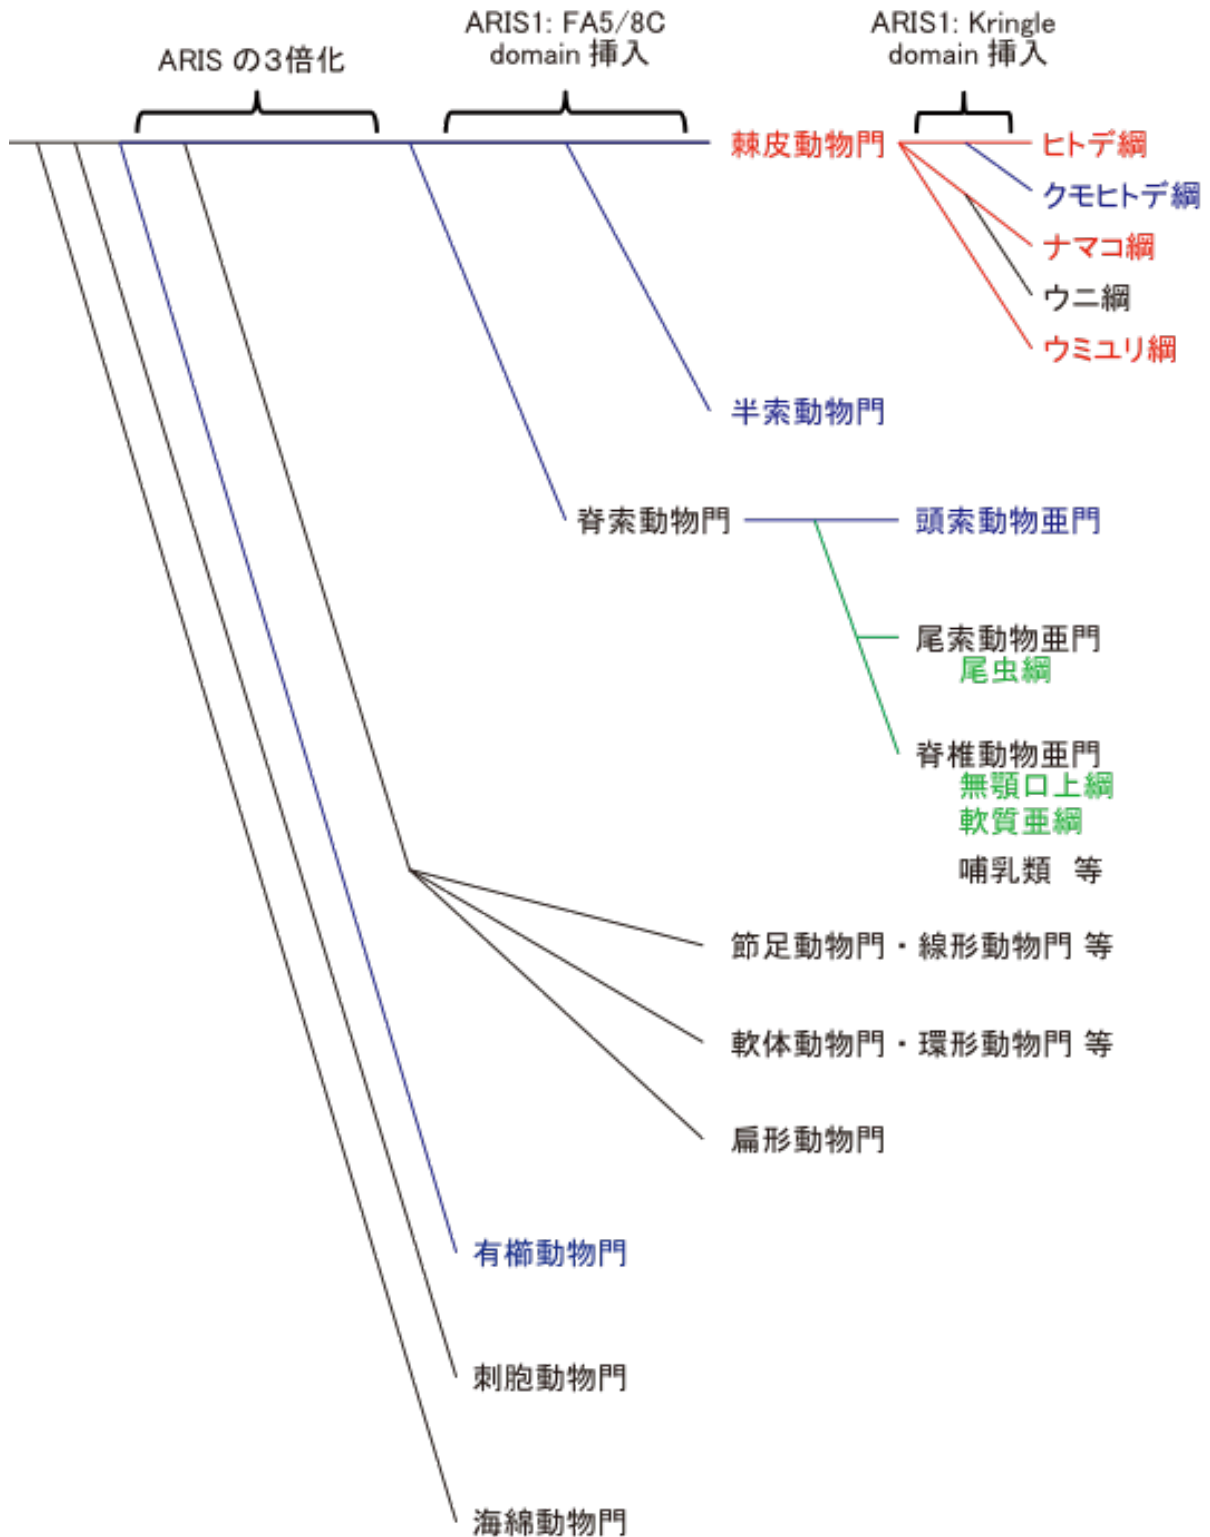 ARIS の3倍化
ARIS1: FA5/8C
domain 挿入
ARIS1: Kringle
domain 挿入
棘皮動物門
ヒトデ綱
クモヒトデ綱
ナマコ綱
ウニ綱
ウミユリ綱
半索動物門
脊索動物門
頭索動物亜門
尾索動物亜門
尾虫綱
脊椎動物亜門
無顎口上綱
軟質亜綱
哺乳類 等
節足動物門・線形動物門 等
軟体動物門・環形動物門 等
扁形動物門
有櫛動物門
刺胞動物門
海綿動物門